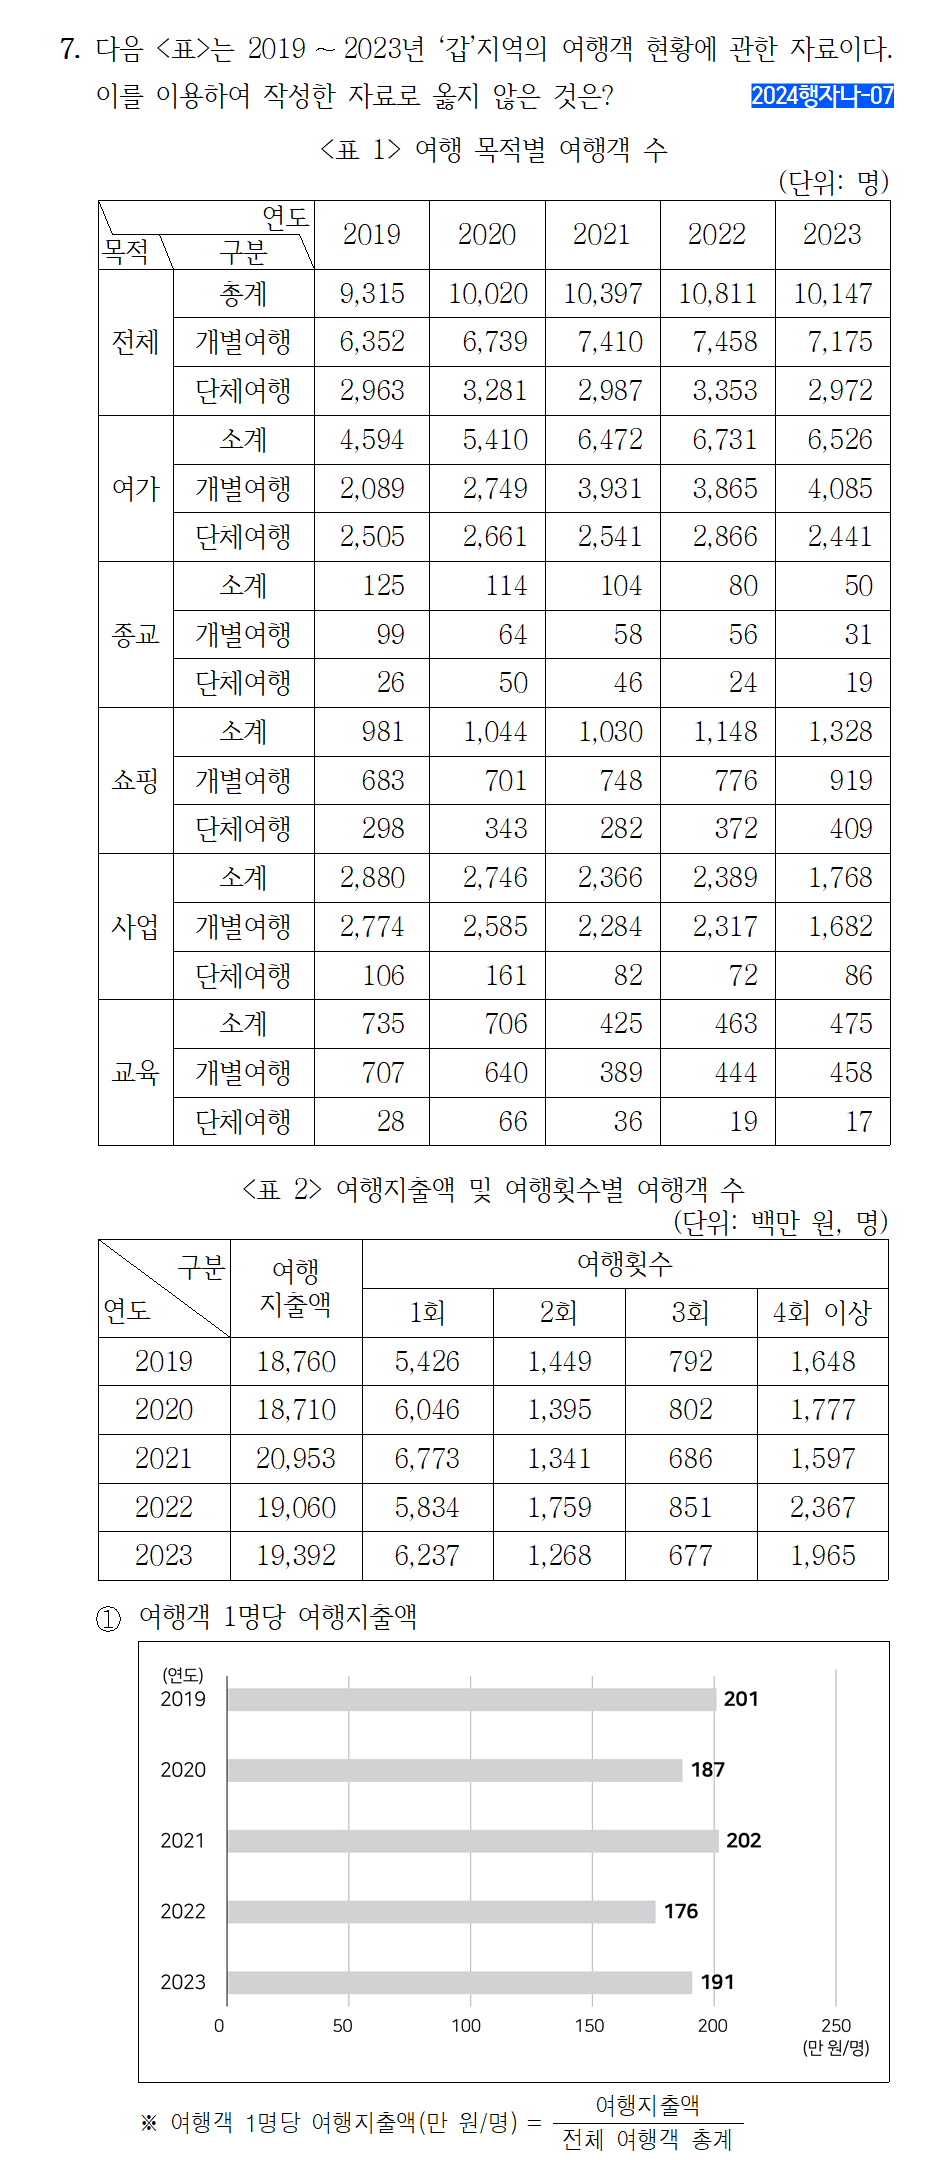 7. 다음 <표>는 2019 ~ 2023년 ‘갑’지역의 여행객 현황에 관한 자료이다.
이를 이용하여 작성한 자료로 옳지 않은 것은? 2024행자나-07
<표 1> 여행 목적별 여행객 수
(단위: 명)
연도
목적 구분 2019 2020 2021 2022 2023
전체 총계 9,315 10,020 10,397 10,811 10,147
개별여행 6,352 6,739 7,410 7,458 7,175
단체여행 2,963 3,281 2,987 3,353 2,972
여가 소계 4,594 5,410 6,472 6,731 6,526
개별여행 2,089 2,749 3,931 3,865 4,085
단체여행 2,505 2,661 2,541 2,866 2,441
종교 소계 125 114 104 80 50
개별여행 99 64 58 56 31
단체여행 26 50 46 24 19
쇼핑 소계 981 1,044 1,030 1,148 1,328
개별여행 683 701 748 776 919
단체여행 298 343 282 372 409
사업 소계 2,880 2,746 2,366 2,389 1,768
개별여행 2,774 2,585 2,284 2,317 1,682
단체여행 106 161 82 72 86
교육 소계 735 706 425 463 475
개별여행 707 640 389 444 458
단체여행 28 66 36 19 17
<표 2> 여행지출액 및 여행횟수별 여행객 수
(단위: 백만 원, 명)
구분 여행 여행횟수
연도 지출액 1회 2회 3회 4회 이상
2019 18,760 5,426 1,449 792 1,648
2020 18,710 6,046 1,395 802 1,777
2021 20,953 6,773 1,341 686 1,597
2022 19,060 5,834 1,759 851 2,367
2023 19,392 6,237 1,268 677 1,965
① 여행객 1명당 여행지출액
(연도)
2019 201
2020 187
2021 202
2022 176
2023 191
0 50 100 150 200 250
(만 원/명)
※ 여행객 1명당 여행지출액(만 원/명) = 여행지출액
전체 여행객 총계